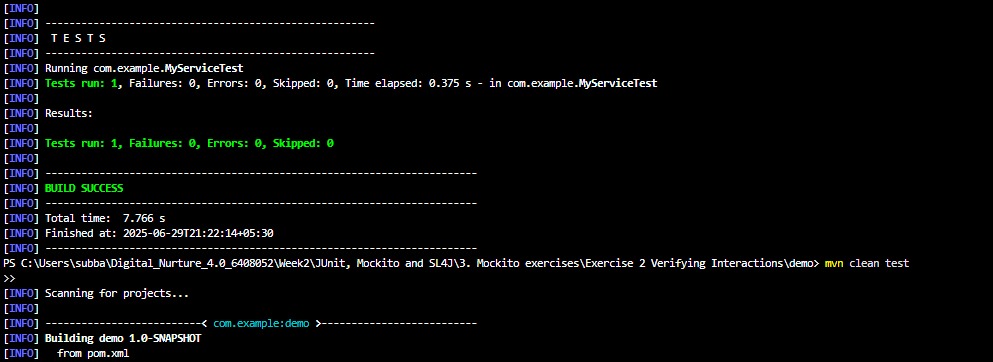 [INFO]
[INFO] -------------------------------------------------------
[INFO]  T E S T S
[INFO] -------------------------------------------------------
[INFO] Running com.example.MyServiceTest
[INFO] Tests run: 1, Failures: 0, Errors: 0, Skipped: 0, Time elapsed: 0.375 s - in com.example.MyServiceTest
[INFO]
[INFO] Results:
[INFO]
[INFO] Tests run: 1, Failures: 0, Errors: 0, Skipped: 0
[INFO]
[INFO] ------------------------------------------------------------------------
[INFO] BUILD SUCCESS
[INFO] ------------------------------------------------------------------------
[INFO] Total time:  7.766 s
[INFO] Finished at: 2025-06-29T21:22:14+05:30
[INFO] ------------------------------------------------------------------------
PS C:\Users\subba\Digital_Nurture_4.0_6408052\Week2\JUnit, Mockito and SL4J\3. Mockito exercises\Exercise 2 Verifying Interactions\demo> mvn clean test
>>
[INFO] Scanning for projects...
[INFO]
[INFO] --------------------------< com.example:demo >--------------------------
[INFO] Building demo 1.0-SNAPSHOT
[INFO]   from pom.xml